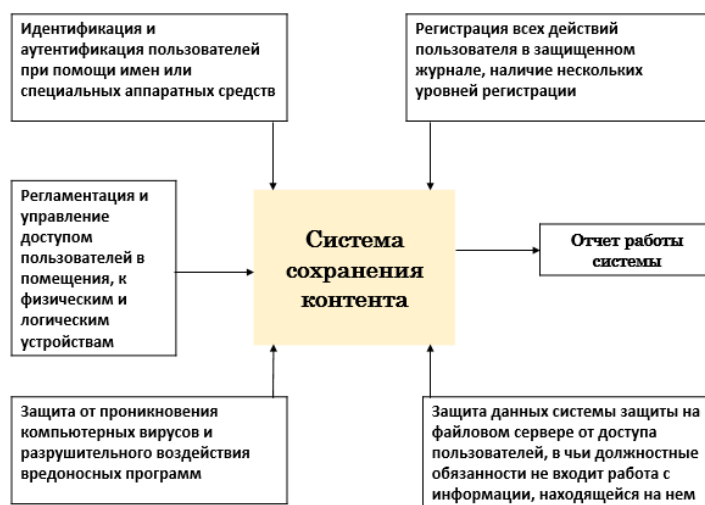 Идентификация и
аутентификация пользователей
при помощи имен или
специальных аппаратных средств
Регистрация всех действий
пользователя в защищенном
журнале, наличие нескольких
уровней регистрации
Регламентация и
управление
доступом
пользователей в
помещения, к
физическим и
логическим
устройствам
Система
сохранения
контента
Отчет работы
системы
Защита от проникновения
компьютерных вирусов и
разрушительного воздействия
вредоносных программ
Защита данных системы защиты на
файловом сервере от доступа
пользователей, в чьи должностные
обязанности не входит работа с
информации, находящейся на нем